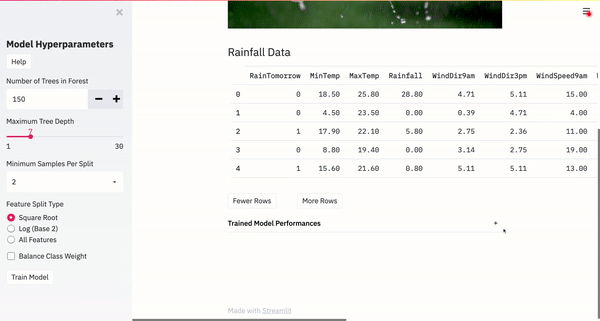 Model Hyperparameters
Help
Number of Trees in Forest
150
Maximum Tree Depth
7
1 30
Minimum Samples Per Split
2
Feature Split Type
Square Root
Log (Base 2)
All Features
Balance Class Weight
Train Model
Rainfall Data
RainTomorrow MinTemp MaxTemp Rainfall WindDir9am WindDir3pm WindSpeed9am
0 0 18.50 25.80 28.80 4.71 5.11 15.00
1 0 4.50 23.50 0.00 0.39 4.71 4.00
2 1 17.90 22.10 5.80 2.75 2.36 11.00
3 0 8.80 19.40 0.00 3.14 2.75 19.00
4 1 15.60 21.60 0.80 5.11 5.11 13.00
Fewer Rows More Rows
Trained Model Performances +
Made with Streamlit